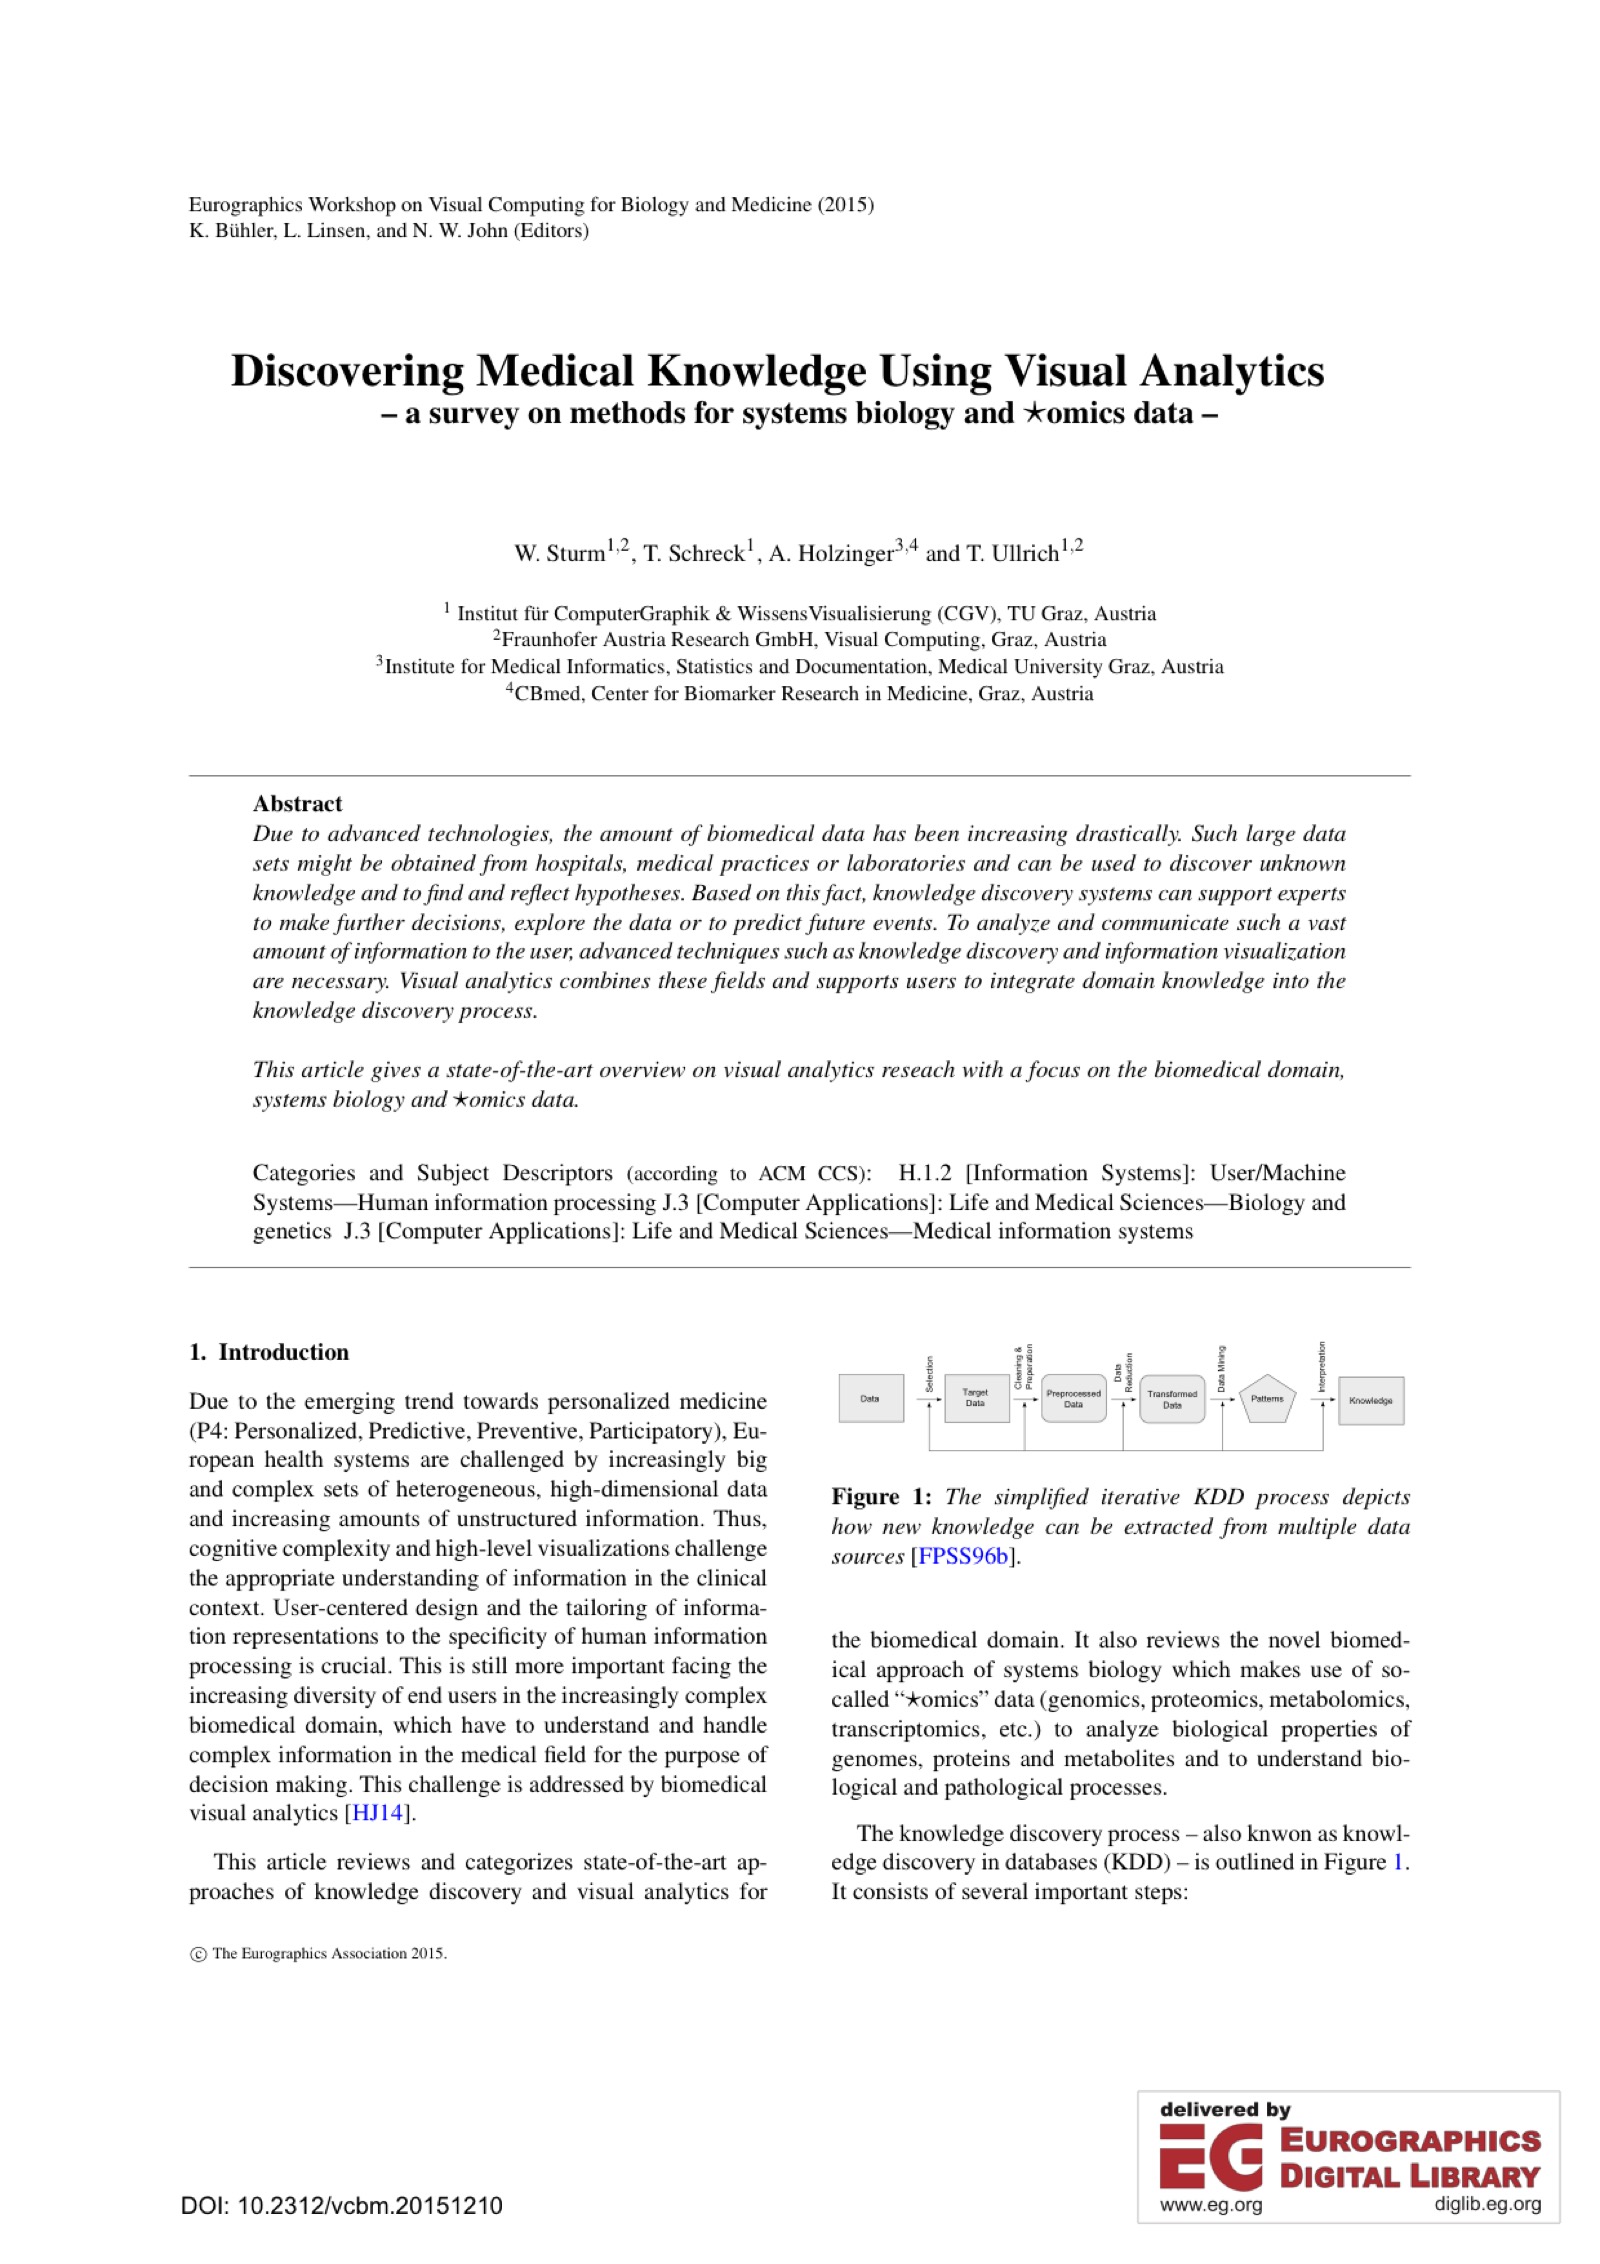 Eurographics Workshop on Visual Computing for Biology and Medicine (2015)
K. Bühler, L. Linsen, and N. W. John (Editors)
Discovering Medical Knowledge Using Visual Analytics
– a survey on methods for systems biology and ★omics data –
W. Sturm1,2, T. Schreck1, A. Holzinger3,4 and T. Ullrich1,2
1 Institut für ComputerGraphik & WissensVisualisierung (CGV), TU Graz, Austria
2Fraunhofer Austria Research GmbH, Visual Computing, Graz, Austria
3Institute for Medical Informatics, Statistics and Documentation, Medical University Graz, Austria
4CBmed, Center for Biomarker Research in Medicine, Graz, Austria
Abstract
Due to advanced technologies, the amount of biomedical data has been increasing drastically. Such large data
sets might be obtained from hospitals, medical practices or laboratories and can be used to discover unknown
knowledge and to find and reflect hypotheses. Based on this fact, knowledge discovery systems can support experts
to make further decisions, explore the data or to predict future events. To analyze and communicate such a vast
amount of information to the user, advanced techniques such as knowledge discovery and information visualization
are necessary. Visual analytics combines these fields and supports users to integrate domain knowledge into the
knowledge discovery process.
This article gives a state-of-the-art overview on visual analytics reseach with a focus on the biomedical domain,
systems biology and ★omics data.
Categories and Subject Descriptors (according to ACM CCS): H.1.2 [Information Systems]: User/Machine
Systems—Human information processing J.3 [Computer Applications]: Life and Medical Sciences—Biology and
genetics J.3 [Computer Applications]: Life and Medical Sciences—Medical information systems
1. Introduction
Due to the emerging trend towards personalized medicine
(P4: Personalized, Predictive, Preventive, Participatory), Eu-
ropean health systems are challenged by increasingly big
and complex sets of heterogeneous, high-dimensional data
and increasing amounts of unstructured information. Thus,
cognitive complexity and high-level visualizations challenge
the appropriate understanding of information in the clinical
context. User-centered design and the tailoring of informa-
tion representations to the specificity of human information
processing is crucial. This is still more important facing the
increasing diversity of end users in the increasingly complex
biomedical domain, which have to understand and handle
complex information in the medical field for the purpose of
decision making. This challenge is addressed by biomedical
visual analytics [HJ14].
This article reviews and categorizes state-of-the-art ap-
proaches of knowledge discovery and visual analytics for
Data
Selection
Target
Data
Cleaning &
Preperation
Preprocessed
Data
Data
Reduction
Transformed
Data
Data Mining
Patterns
Interpretation
Knowledge
Figure 1: The simplified iterative KDD process depicts
how new knowledge can be extracted from multiple data
sources [FPSS96b].
the biomedical domain. It also reviews the novel biomed-
ical approach of systems biology which makes use of so-
called “★omics” data (genomics, proteomics, metabolomics,
transcriptomics, etc.) to analyze biological properties of
genomes, proteins and metabolites and to understand bio-
logical and pathological processes.
The knowledge discovery process – also knwon as knowl-
edge discovery in databases (KDD) – is outlined in Figure 1.
It consists of several important steps:
© The Eurographics Association 2015.
delivered by
EG EUROGRAPHICS
DIGITAL LIBRARY
www.eg.org diglib.eg.org
DOI: 10.2312/vcbm.20151210